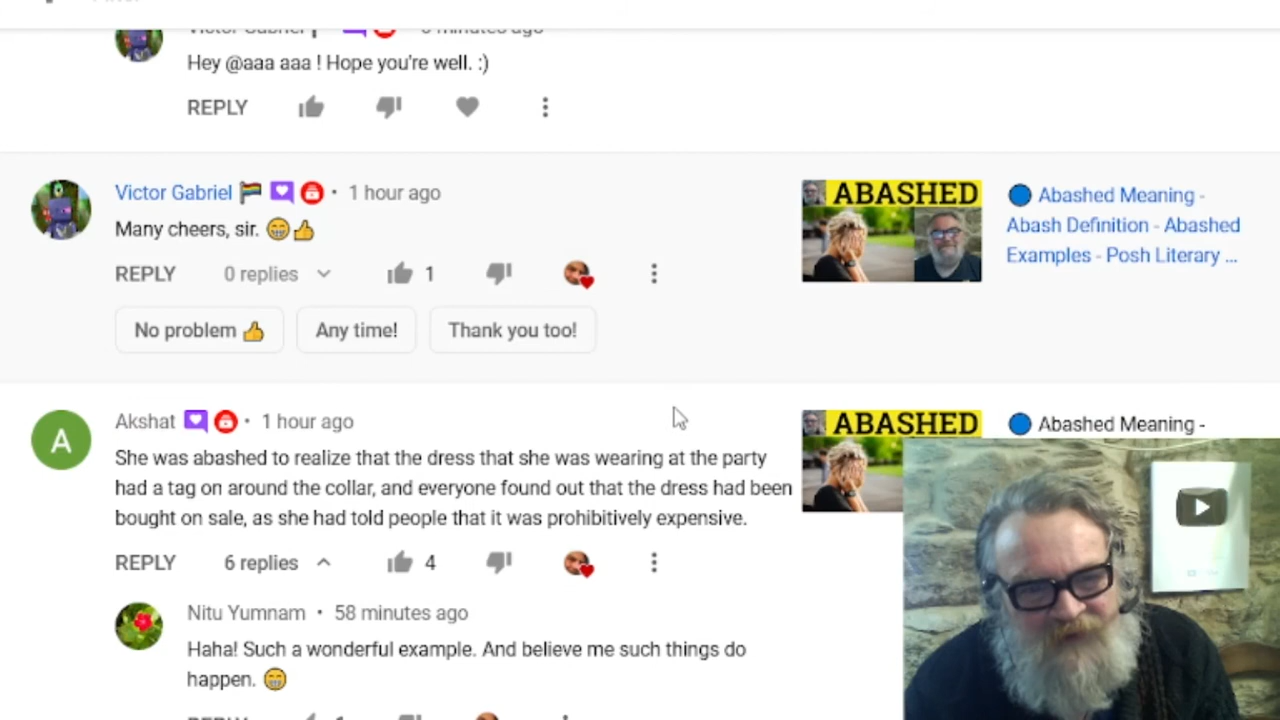 Hey @aaa aaa ! Hope you're well. :)
REPLY
Victor Gabriel • 1 hour ago
Many cheers, sir. 😁👍
REPLY 0 replies 1
No problem 👍 Any time! Thank you too!
ABASHED
Abashed Meaning -
Abash Definition - Abashed
Examples - Posh Literary ...
Akshat • 1 hour ago
She was abashed to realize that the dress that she was wearing at the party
had a tag on around the collar, and everyone found out that the dress had been
bought on sale, as she had told people that it was prohibitively expensive.
REPLY 6 replies 4
ABASHED
Abashed Meaning -
Nitu Yumnam • 58 minutes ago
Haha! Such a wonderful example. And believe me such things do
happen. 😁